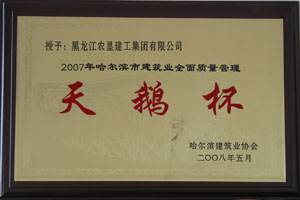 授予：黑龙江农垦建工集团有限公司
2007年哈尔滨市建筑业全面质量管理
天鹅杯
哈尔滨建筑业协会
二〇〇八年五月